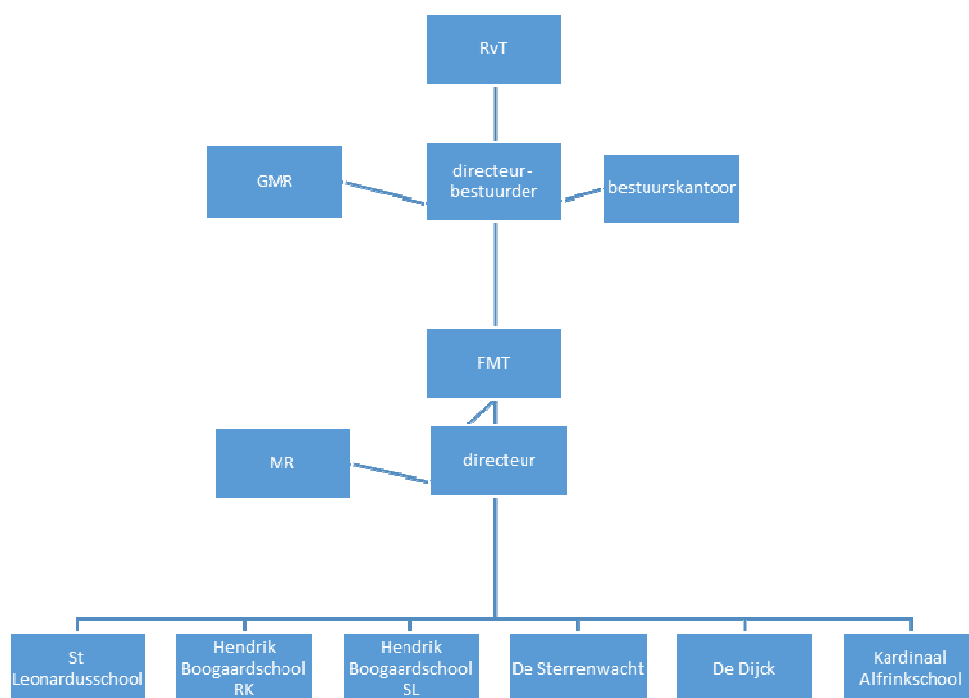 RvT
GMR
directeur-
bestuurder
bestuurskantoor
FMT
MR
directeur
St
Leonardusschool
Hendrik
Boogaardschool
RK
Hendrik
Boogaardschool
SL
De Sterrenwacht
De Dijck
Kardinaal
Alfrinkschool